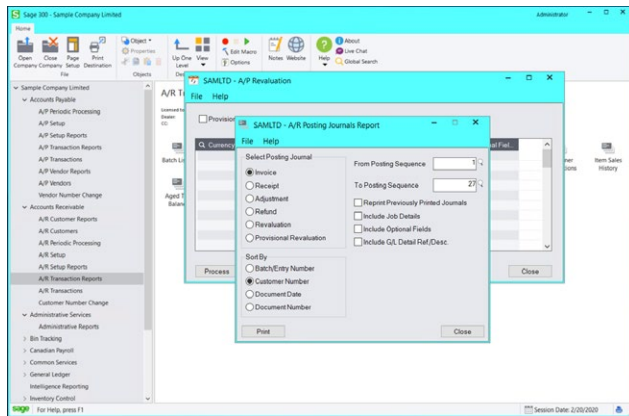 Sage 300 - Sample Company Limited
Administrator
Home
Open Company
Close Company
Page Setup
Print Destination
File
Object
Properties
Objects
Up One Level
View
Edit Macro
Options
Notes
Website
Help
About
Live Chat
Global Search
Sample Company Limited
Accounts Payable
A/P Periodic Processing
A/P Setup
A/P Setup Reports
A/P Transaction Reports
A/P Transactions
A/P Vendor Reports
A/P Vendors
Vendor Number Change
Accounts Receivable
A/R Customer Reports
A/R Customers
A/R Periodic Processing
A/R Setup
A/R Setup Reports
A/R Transaction Reports
A/R Transactions
Customer Number Change
Administrative Services
Administrative Reports
Bin Tracking
Canadian Payroll
Common Services
General Ledger
Intelligence Reporting
Inventory Control
A/R T
Batch Lis
Aged T
Balan
Item Sales History
SAMLTD - A/P Revaluation
File Help
Provision
Currency
Process
Close
SAMLTD - A/R Posting Journals Report
File Help
Select Posting Journal
Invoice
Receipt
Adjustment
Refund
Revaluation
Provisional Revaluation
From Posting Sequence 1
To Posting Sequence 27
Reprint Previously Printed Journals
Include Job Details
Include Optional Fields
Include G/L Detail Ref./Desc.
Sort By
Batch/Entry Number
Customer Number
Document Date
Document Number
Print
Close
sage
For Help, press F1
Session Date: 2/20/2020